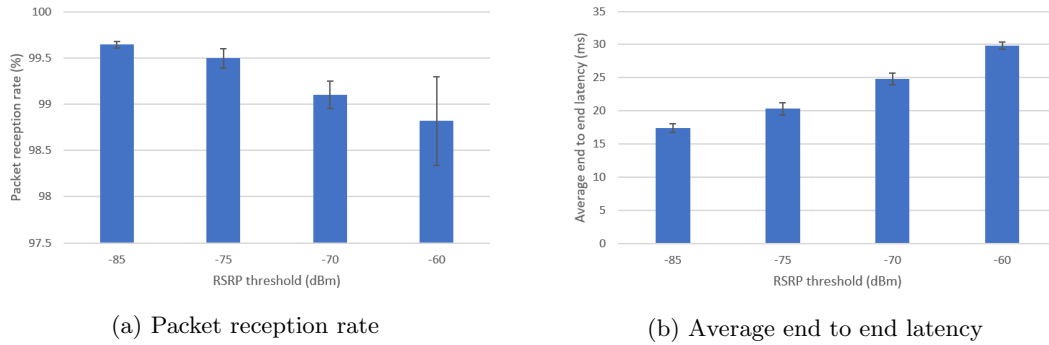 100
99.5
99
98.5
98
97.5
Packet reception rate (%)
-85 -75 -70 -60
RSRP threshold (dBm)
(a) Packet reception rate
35
30
25
20
15
10
5
0
Average end to end latency (ms)
-85 -75 -70 -60
RSRP threshold (dBm)
(b) Average end to end latency